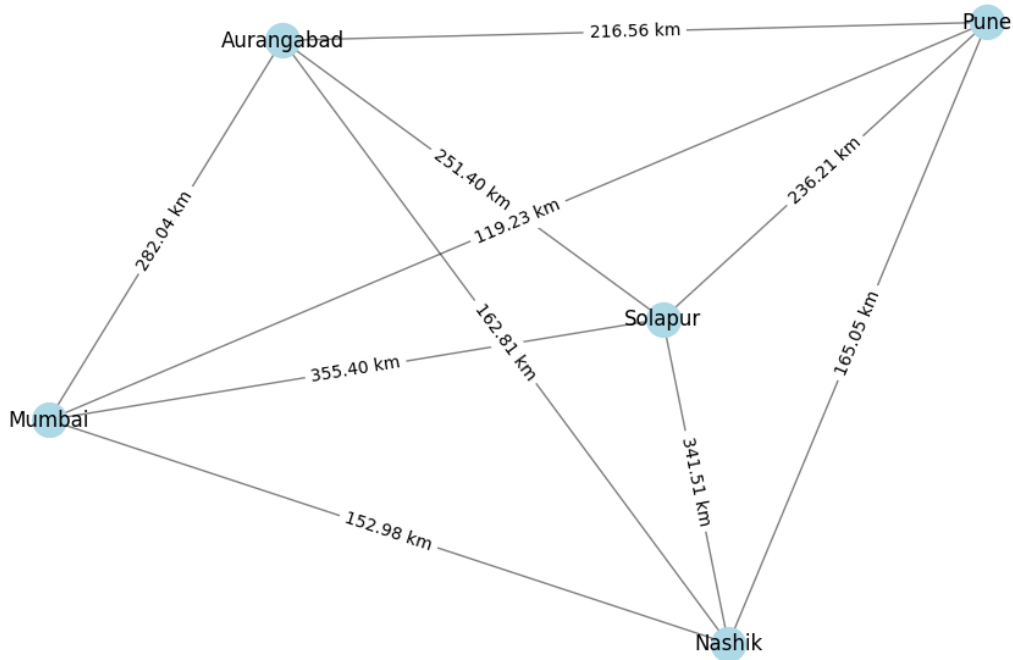 Pune
Aurangabad
216.56 km
251.40 km
236.21 km
119.23 km
282.04 km
162.81 km
Solapur
165.05 km
355.40 km
Mumbai
341.51 km
152.98 km
Nashik